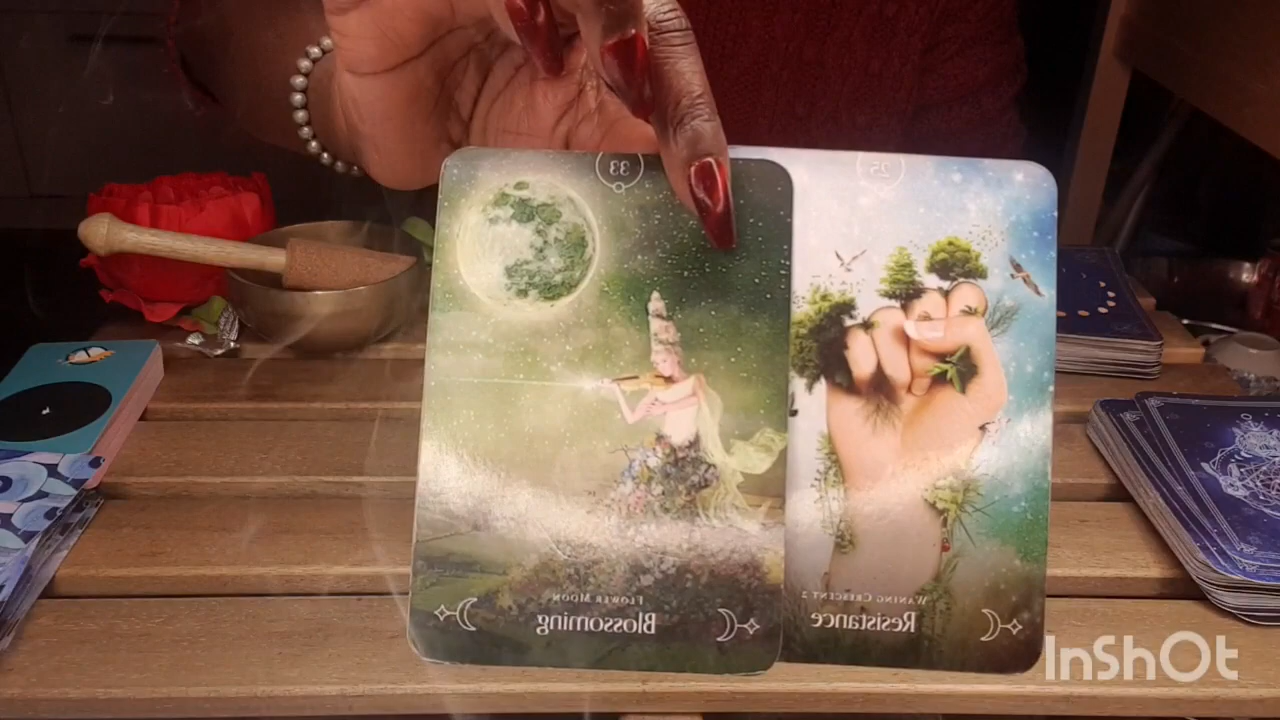 33
FLOWER MOON
Blossoming
25
WANING CRESCENT 2
Resistance
InShOt